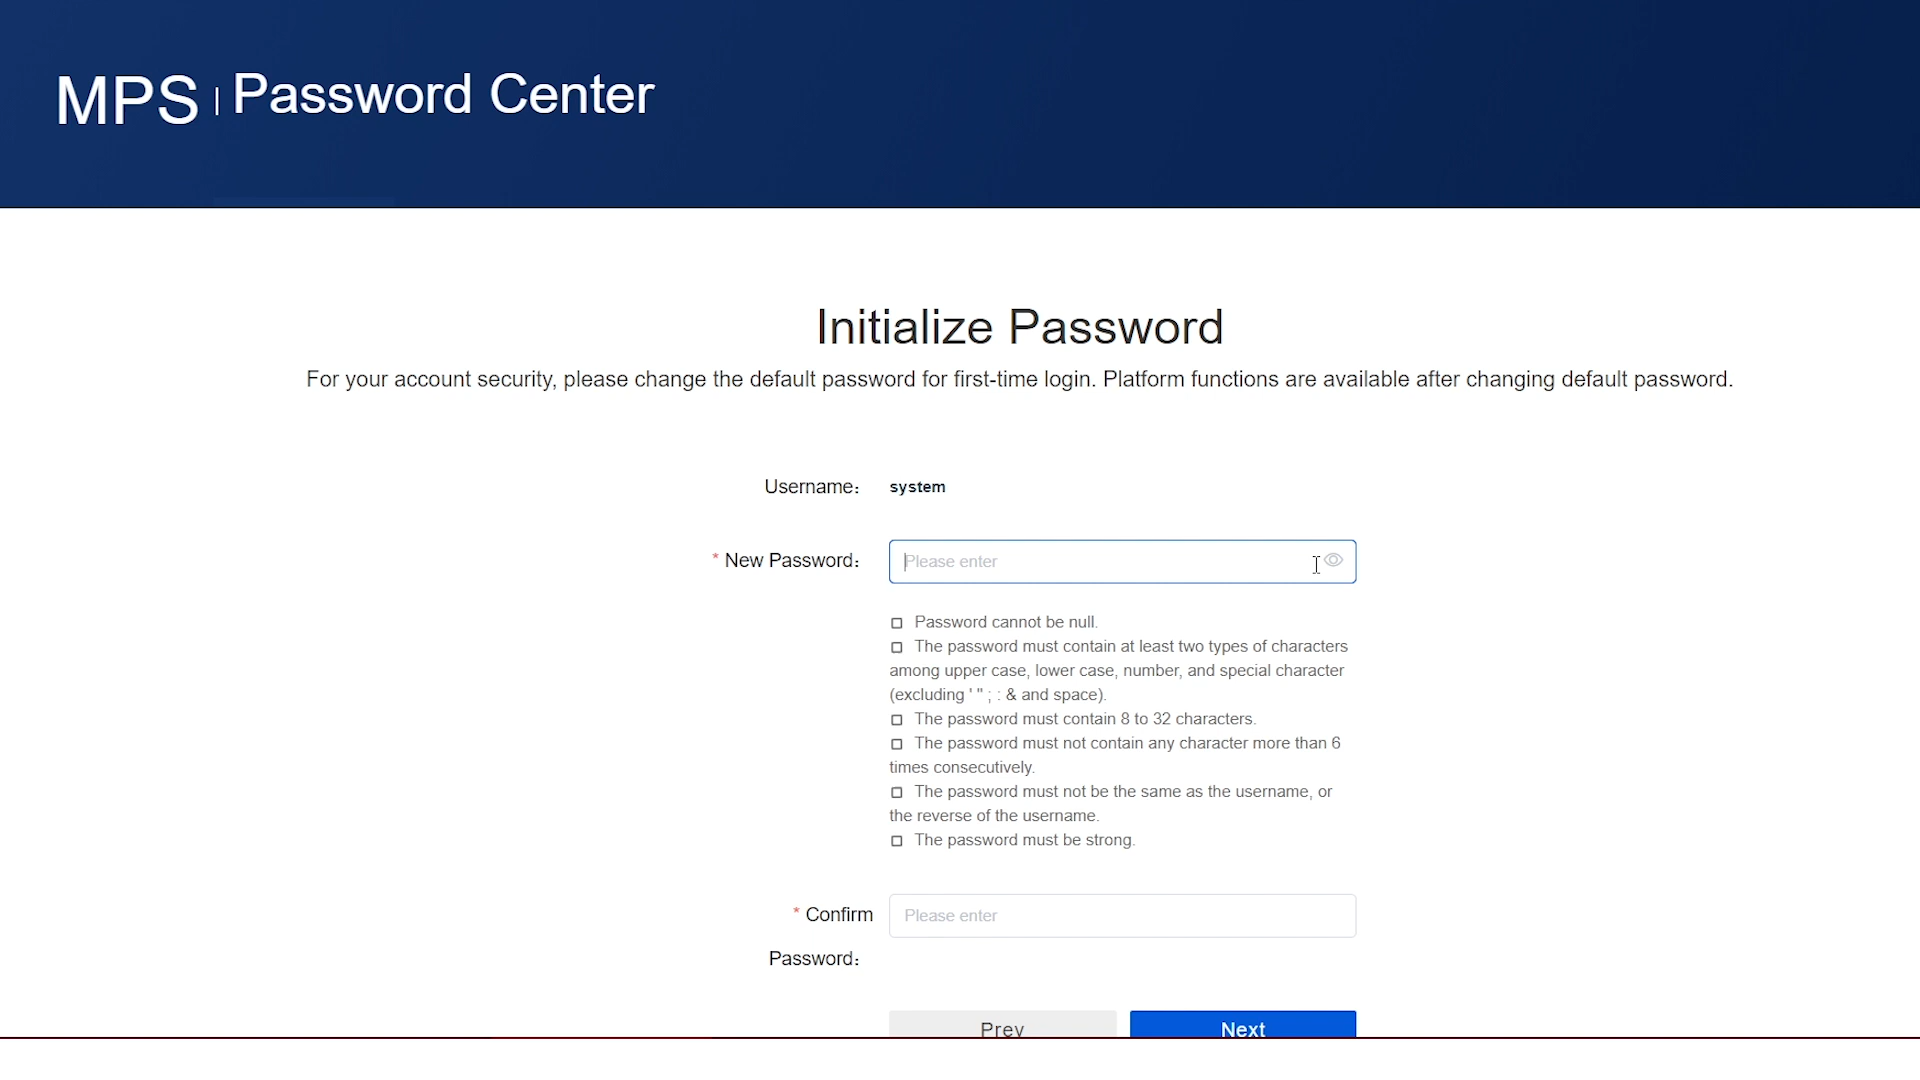 MPS | Password Center
Initialize Password
For your account security, please change the default password for first-time login. Platform functions are available after changing default password.
Username: system
* New Password: Please enter
Password cannot be null.
The password must contain at least two types of characters
among upper case, lower case, number, and special character
(excluding ' " ; : & and space).
The password must contain 8 to 32 characters.
The password must not contain any character more than 6
times consecutively.
The password must not be the same as the username, or
the reverse of the username.
The password must be strong.
* Confirm Please enter
Password:
Prev Next